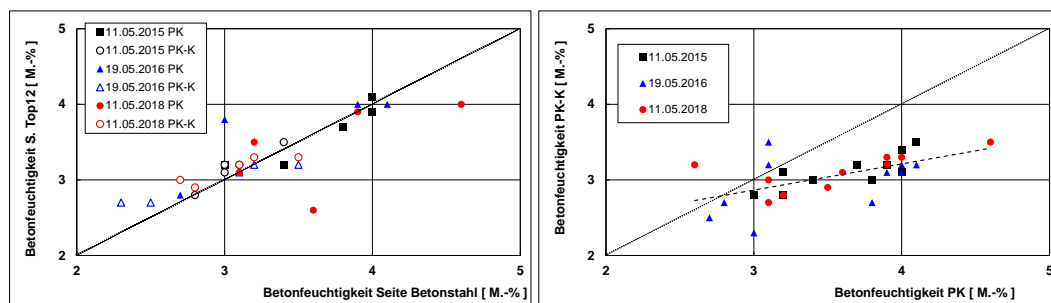 5
4
3
2
2
3
4
5
Betonfeuchtigkeit S. Top12 [ M.-% ]
Betonfeuchtigkeit Seite Betonstahl [ M.-% ]
11.05.2015 PK
11.05.2015 PK-K
19.05.2016 PK
19.05.2016 PK-K
11.05.2018 PK
11.05.2018 PK-K
5
4
3
2
2
3
4
5
Betonfeuchtigkeit PK-K [ M.-% ]
Betonfeuchtigkeit PK [ M.-% ]
11.05.2015
19.05.2016
11.05.2018